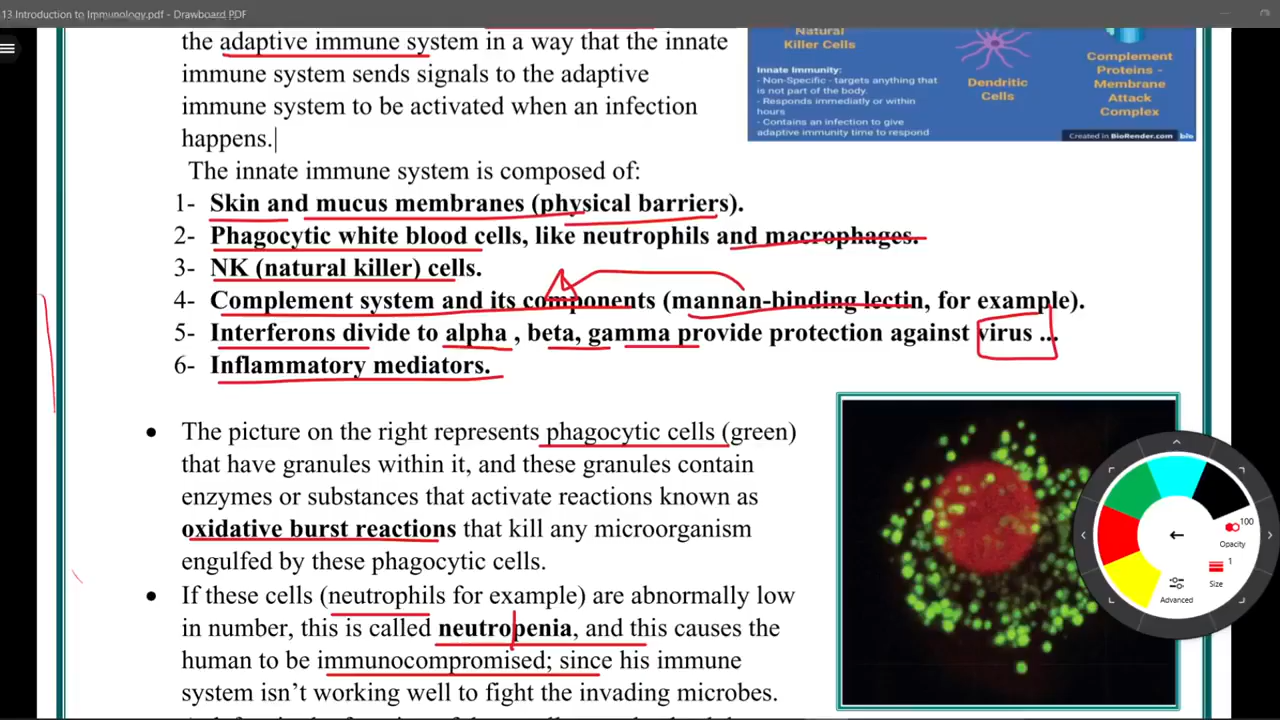 13 Introduction to Immunology.pdf - Drawboard PDF
the adaptive immune system in a way that the innate
immune system sends signals to the adaptive
immune system to be activated when an infection
happens.
Natural
Killer Cells
Innate Immunity:
- Non-Specific - targets anything that
is not part of the body.
- Responds immediatly or within
hours
- Contains an infection to give
adaptive immunity time to respond
Dendritic
Cells
Complement
Proteins -
Membrane
Attack
Complex
Created in BioRender.com bio
The innate immune system is composed of:
1- Skin and mucus membranes (physical barriers).
2- Phagocytic white blood cells, like neutrophils and macrophages.
3- NK (natural killer) cells.
4- Complement system and its components (mannan-binding lectin, for example).
5- Interferons divide to alpha , beta, gamma provide protection against virus ...
6- Inflammatory mediators.
• The picture on the right represents phagocytic cells (green)
that have granules within it, and these granules contain
enzymes or substances that activate reactions known as
oxidative burst reactions that kill any microorganism
engulfed by these phagocytic cells.
• If these cells (neutrophils for example) are abnormally low
in number, this is called neutropenia, and this causes the
human to be immunocompromised; since his immune
system isn't working well to fight the invading microbes.
100
Opacity
1
Size
Advanced